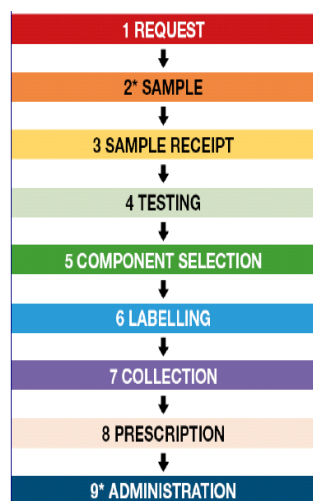 1 REQUEST
2* SAMPLE
3 SAMPLE RECEIPT
4 TESTING
5 COMPONENT SELECTION
6 LABELLING
7 COLLECTION
8 PRESCRIPTION
9* ADMINISTRATION